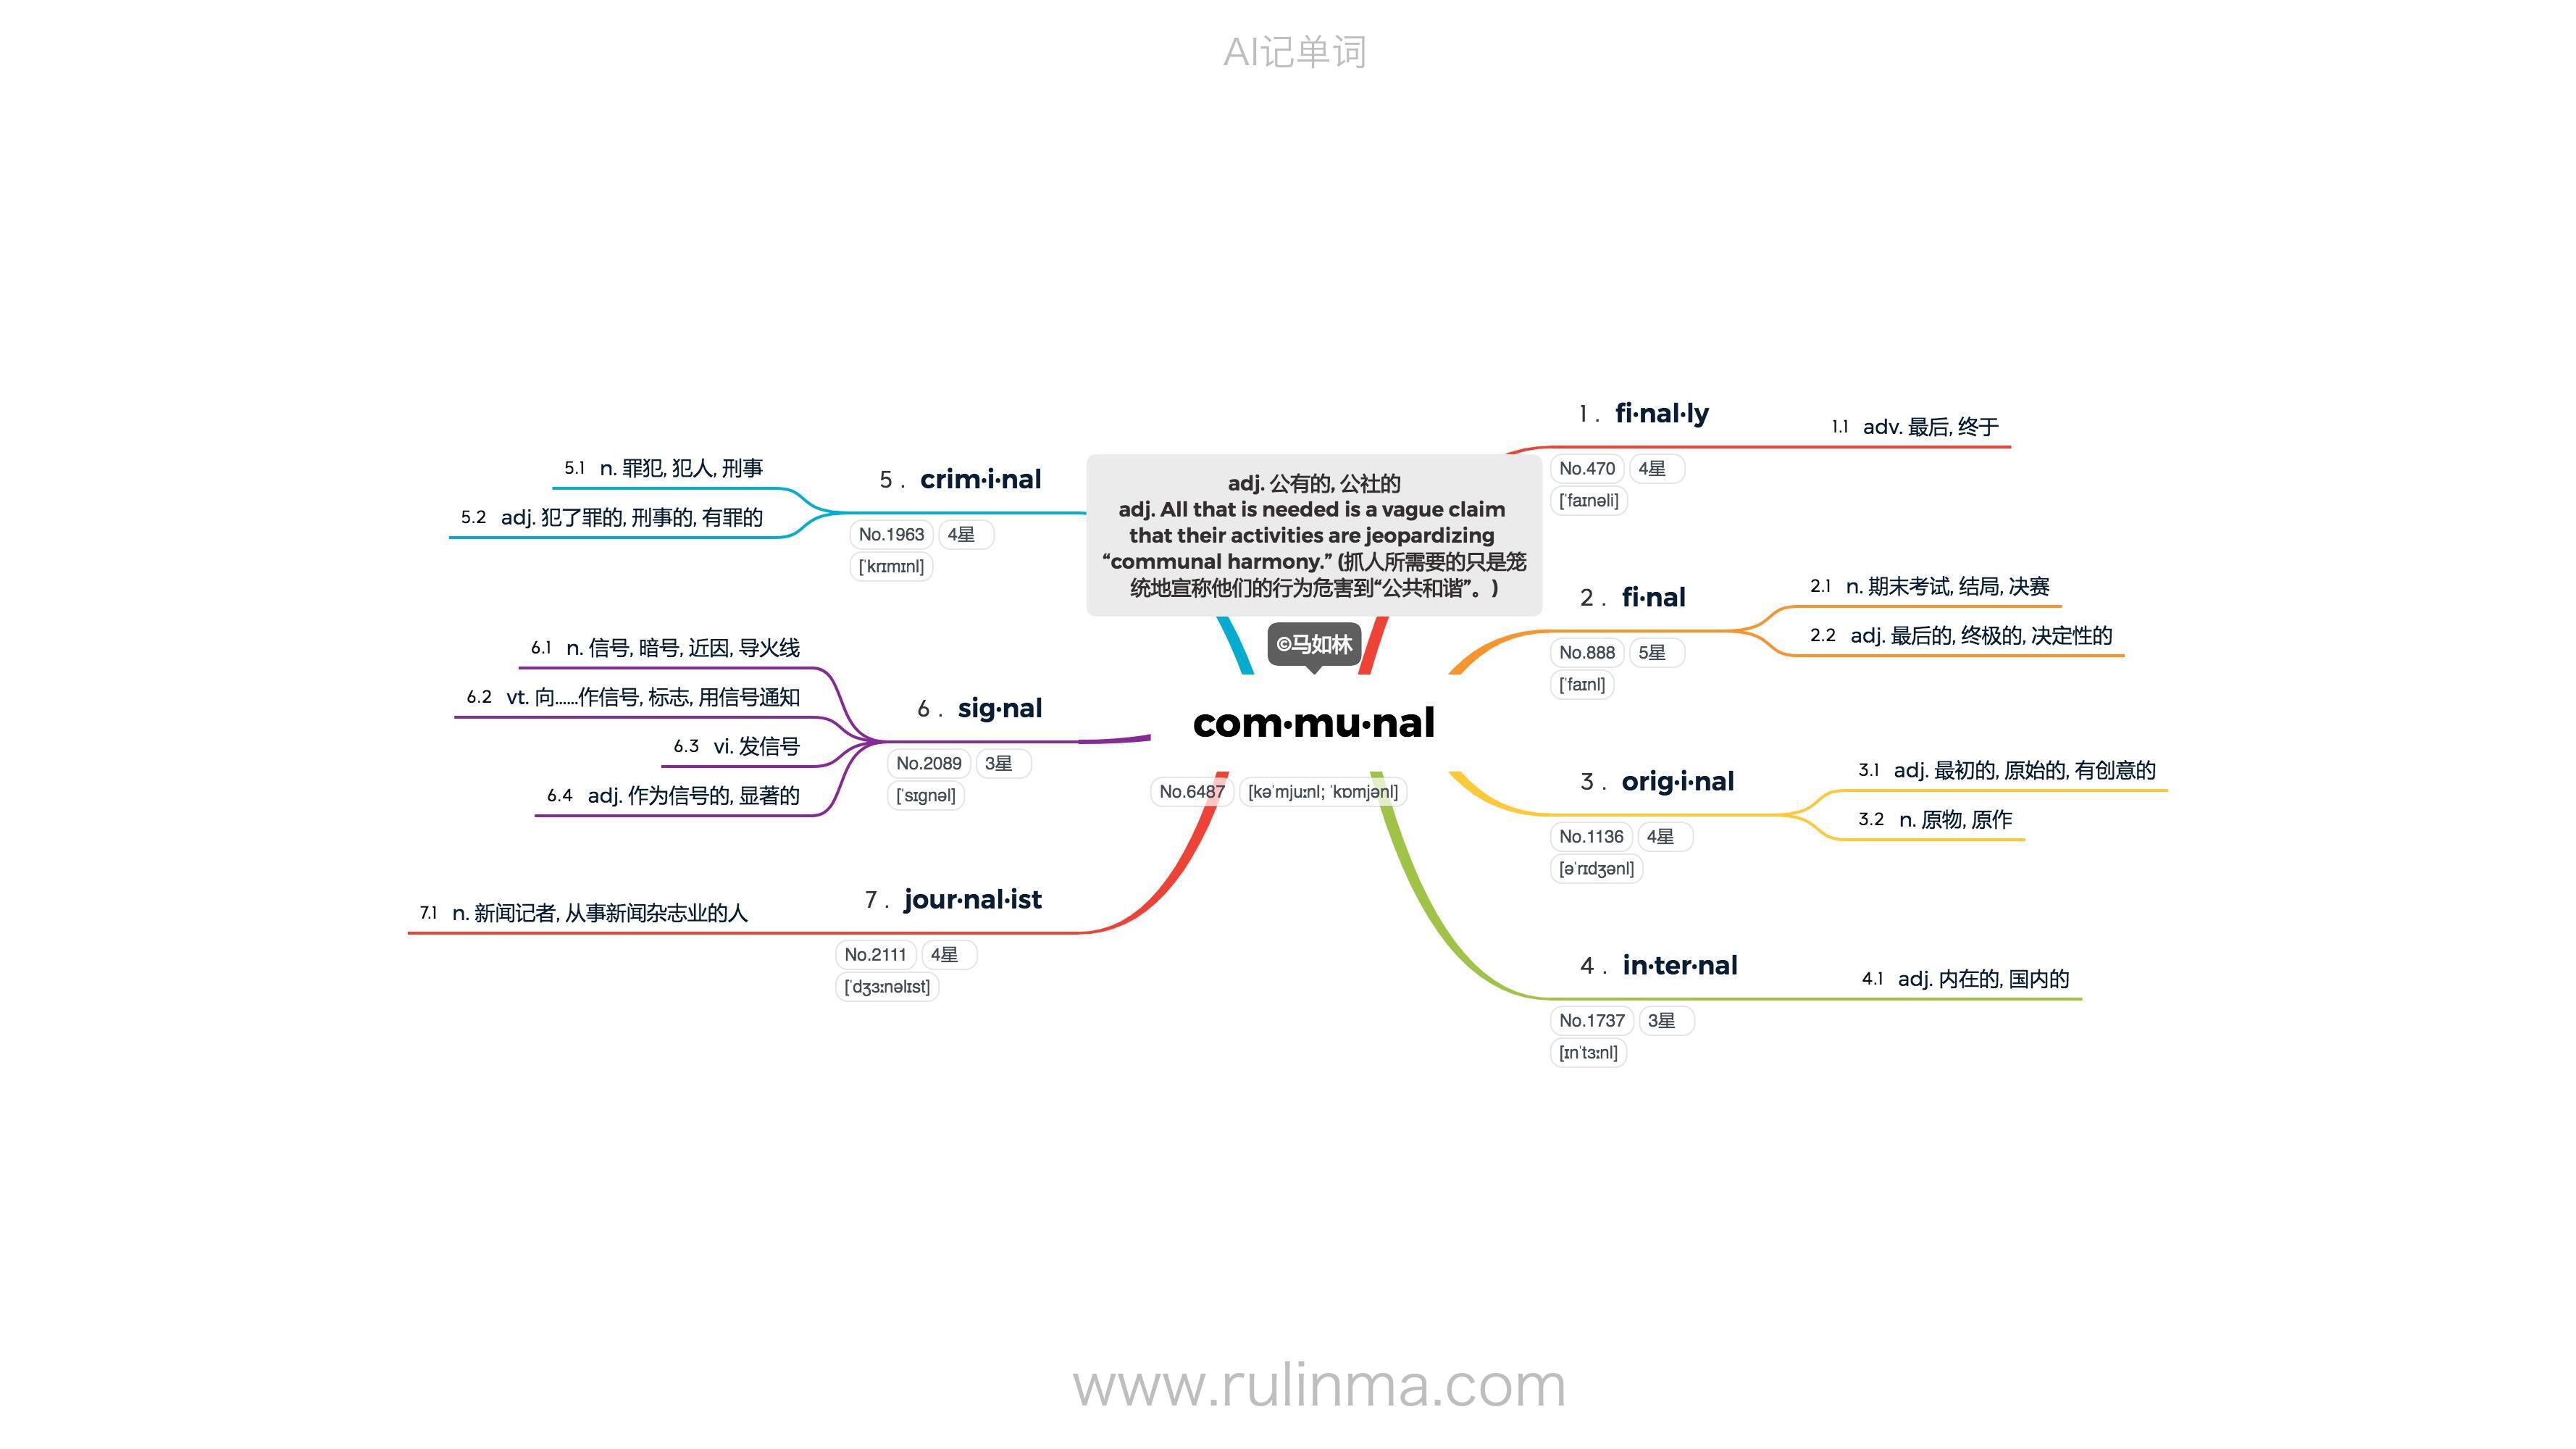 AI记单词
adj. 公有的, 公社的
adj. All that is needed is a vague claim
that their activities are jeopardizing
“communal harmony.” (抓人所需要的只是笼
统地宣称他们的行为危害到“公共和谐”。)
©马如林
com·mu·nal
No.6487 [kəˈmjuːnl; ˈkɒmjənl]
1 . fi·nal·ly
No.470 4星
[ˈfaɪnəli]
1.1 adv. 最后, 终于
2 . fi·nal
No.888 5星
[ˈfaɪnl]
2.1 n. 期末考试, 结局, 决赛
2.2 adj. 最后的, 终极的, 决定性的
3 . orig·i·nal
No.1136 4星
[əˈrɪdʒənl]
3.1 adj. 最初的, 原始的, 有创意的
3.2 n. 原物, 原作
4 . in·ter·nal
No.1737 3星
[ɪnˈtɜːnl]
4.1 adj. 内在的, 国内的
5 . crim·i·nal
No.1963 4星
[ˈkrɪmɪnl]
5.1 n. 罪犯, 犯人, 刑事
5.2 adj. 犯了罪的, 刑事的, 有罪的
6 . sig·nal
No.2089 3星
[ˈsɪɡnəl]
6.1 n. 信号, 暗号, 近因, 导火线
6.2 vt. 向……作信号, 标志, 用信号通知
6.3 vi. 发信号
6.4 adj. 作为信号的, 显著的
7 . jour·nal·ist
No.2111 4星
[ˈdʒɜːnəlɪst]
7.1 n. 新闻记者, 从事新闻杂志业的人
www.rulinma.com